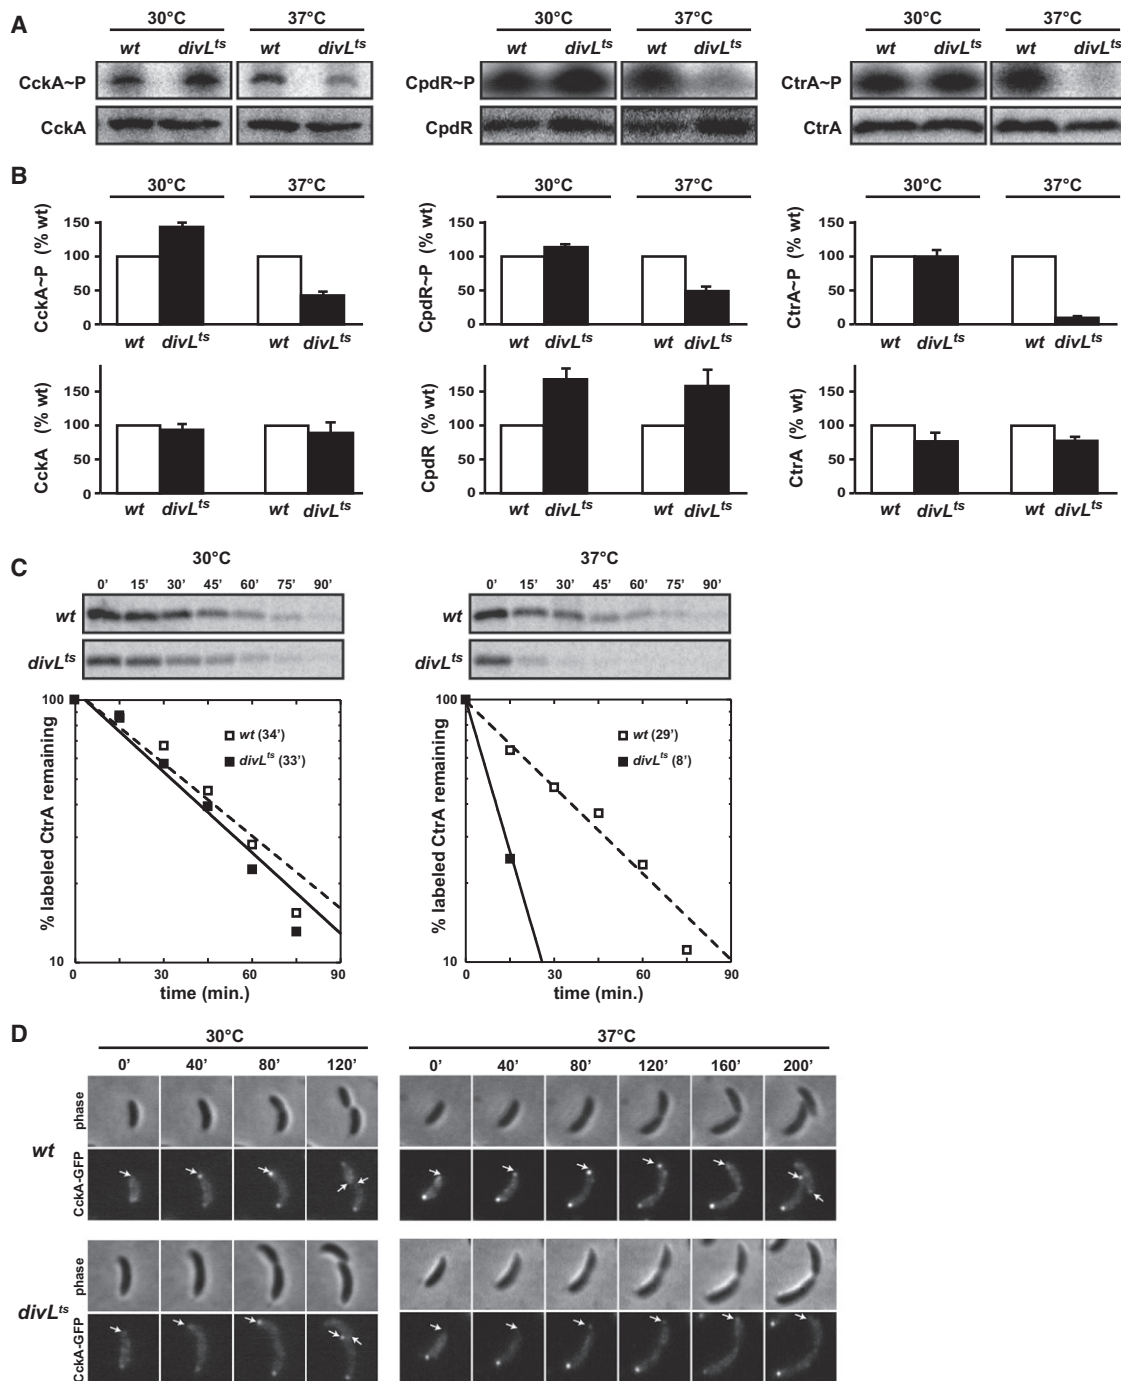 A
30°C 37°C
wt divL^ts wt divL^ts
CckA~P
CckA
30°C 37°C
wt divL^ts wt divL^ts
CpdR~P
CpdR
30°C 37°C
wt divL^ts wt divL^ts
CtrA~P
CtrA
B
30°C 37°C
CckA~P (% wt)
150
100
50
0
wt divL^ts wt divL^ts
30°C 37°C
CpdR~P (% wt)
150
100
50
0
wt divL^ts wt divL^ts
30°C 37°C
CtrA~P (% wt)
150
100
50
0
wt divL^ts wt divL^ts
CckA (% wt)
150
100
50
0
wt divL^ts wt divL^ts
CpdR (% wt)
150
100
50
0
wt divL^ts wt divL^ts
CtrA (% wt)
150
100
50
0
wt divL^ts wt divL^ts
C
30°C
0' 15' 30' 45' 60' 75' 90'
wt
divL^ts
% labeled CtrA remaining
100
10
wt (34')
divL^ts (33')
0 30 60 90
time (min.)
37°C
0' 15' 30' 45' 60' 75' 90'
wt
divL^ts
% labeled CtrA remaining
100
10
wt (29')
divL^ts (8')
0 30 60 90
time (min.)
D
30°C 37°C
0' 40' 80' 120' 0' 40' 80' 120' 160' 200'
wt
phase
CckA-GFP
divL^ts
phase
CckA-GFP